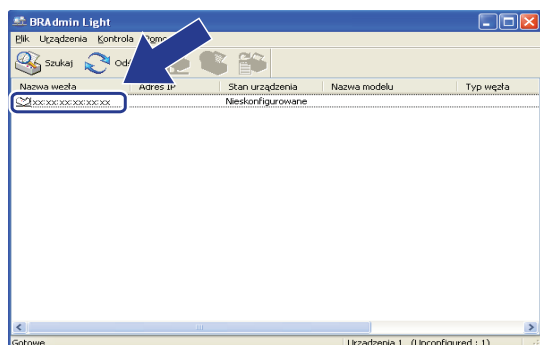 BRAdmin Light
Plik Urządzenia Kontrola
Szukaj
Nazwa węzła Adres IP Stan urządzenia Nazwa modelu Typ węzła
xx:xx:xx:xx:xx:xx Nieskonfigurowane
Gotowe Urządzenia 1 (Unconfigured : 1)